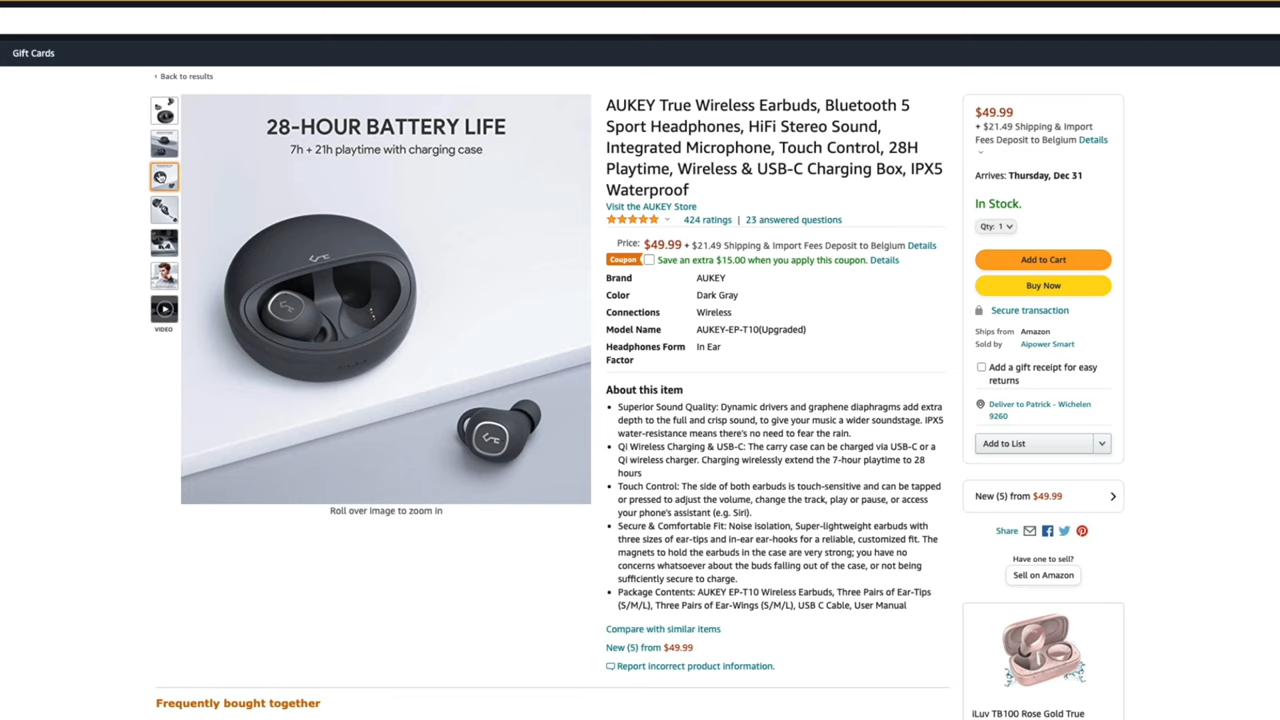 Gift Cards
‹ Back to results
28-HOUR BATTERY LIFE
7h + 21h playtime with charging case
VIDEO
Roll over image to zoom in
AUKEY True Wireless Earbuds, Bluetooth 5
Sport Headphones, HiFi Stereo Sound,
Integrated Microphone, Touch Control, 28H
Playtime, Wireless & USB-C Charging Box, IPX5
Waterproof
Visit the AUKEY Store
424 ratings | 23 answered questions
Price: $49.99 + $21.49 Shipping & Import Fees Deposit to Belgium Details
Coupon Save an extra $15.00 when you apply this coupon. Details
Brand AUKEY
Color Dark Gray
Connections Wireless
Model Name AUKEY-EP-T10(Upgraded)
Headphones Form In Ear
Factor
About this item
• Superior Sound Quality: Dynamic drivers and graphene diaphragms add extra
depth to the full and crisp sound, to give your music a wider soundstage. IPX5
water-resistance means there's no need to fear the rain.
• Qi Wireless Charging & USB-C: The carry case can be charged via USB-C or a
Qi wireless charger. Charging wirelessly extend the 7-hour playtime to 28
hours
• Touch Control: The side of both earbuds is touch-sensitive and can be tapped
or pressed to adjust the volume, change the track, play or pause, or access
your phone's assistant (e.g. Siri).
• Secure & Comfortable Fit: Noise isolation, Super-lightweight earbuds with
three sizes of ear-tips and in-ear ear-hooks for a reliable, customized fit. The
magnets to hold the earbuds in the case are very strong; you have no
concerns whatsoever about the buds falling out of the case, or not being
sufficiently secure to charge.
• Package Contents: AUKEY EP-T10 Wireless Earbuds, Three Pairs of Ear-Tips
(S/M/L), Three Pairs of Ear-Wings (S/M/L), USB C Cable, User Manual
Compare with similar items
New (5) from $49.99
Report incorrect product information.
Frequently bought together
$49.99
+ $21.49 Shipping & Import
Fees Deposit to Belgium Details
Arrives: Thursday, Dec 31
In Stock.
Qty: 1
Add to Cart
Buy Now
Secure transaction
Ships from Amazon
Sold by Aipower Smart
Add a gift receipt for easy
returns
Deliver to Patrick - Wichelen
9260
Add to List
New (5) from $49.99
Share
Have one to sell?
Sell on Amazon
iLuv TB100 Rose Gold True